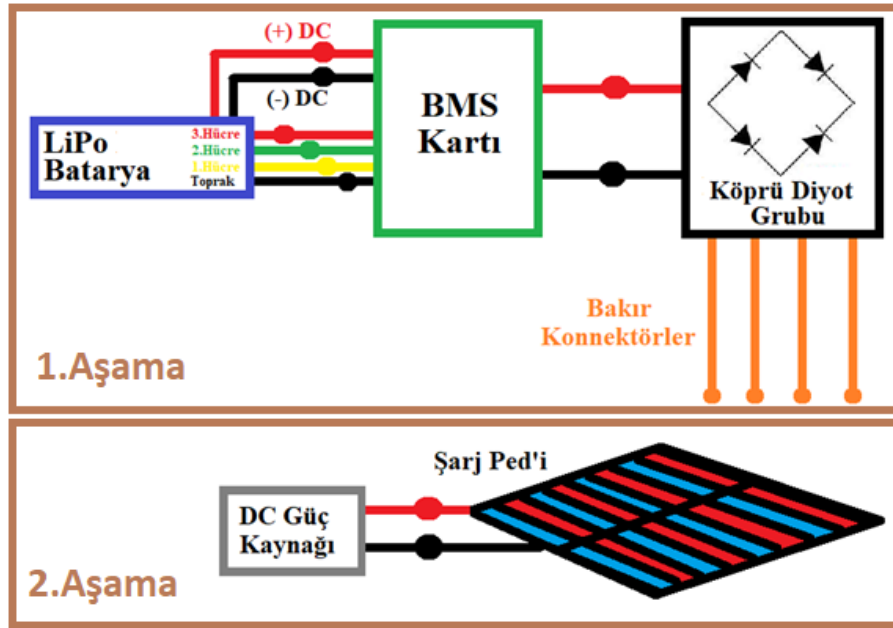 (+) DC
(-) DC
LiPo
Batarya
3.Hücre
2.Hücre
1.Hücre
Toprak
BMS
Kartı
Köprü Diyot
Grubu
Bakır
Konnektörler
1.Aşama
Şarj Ped'i
DC Güç
Kaynağı
2.Aşama